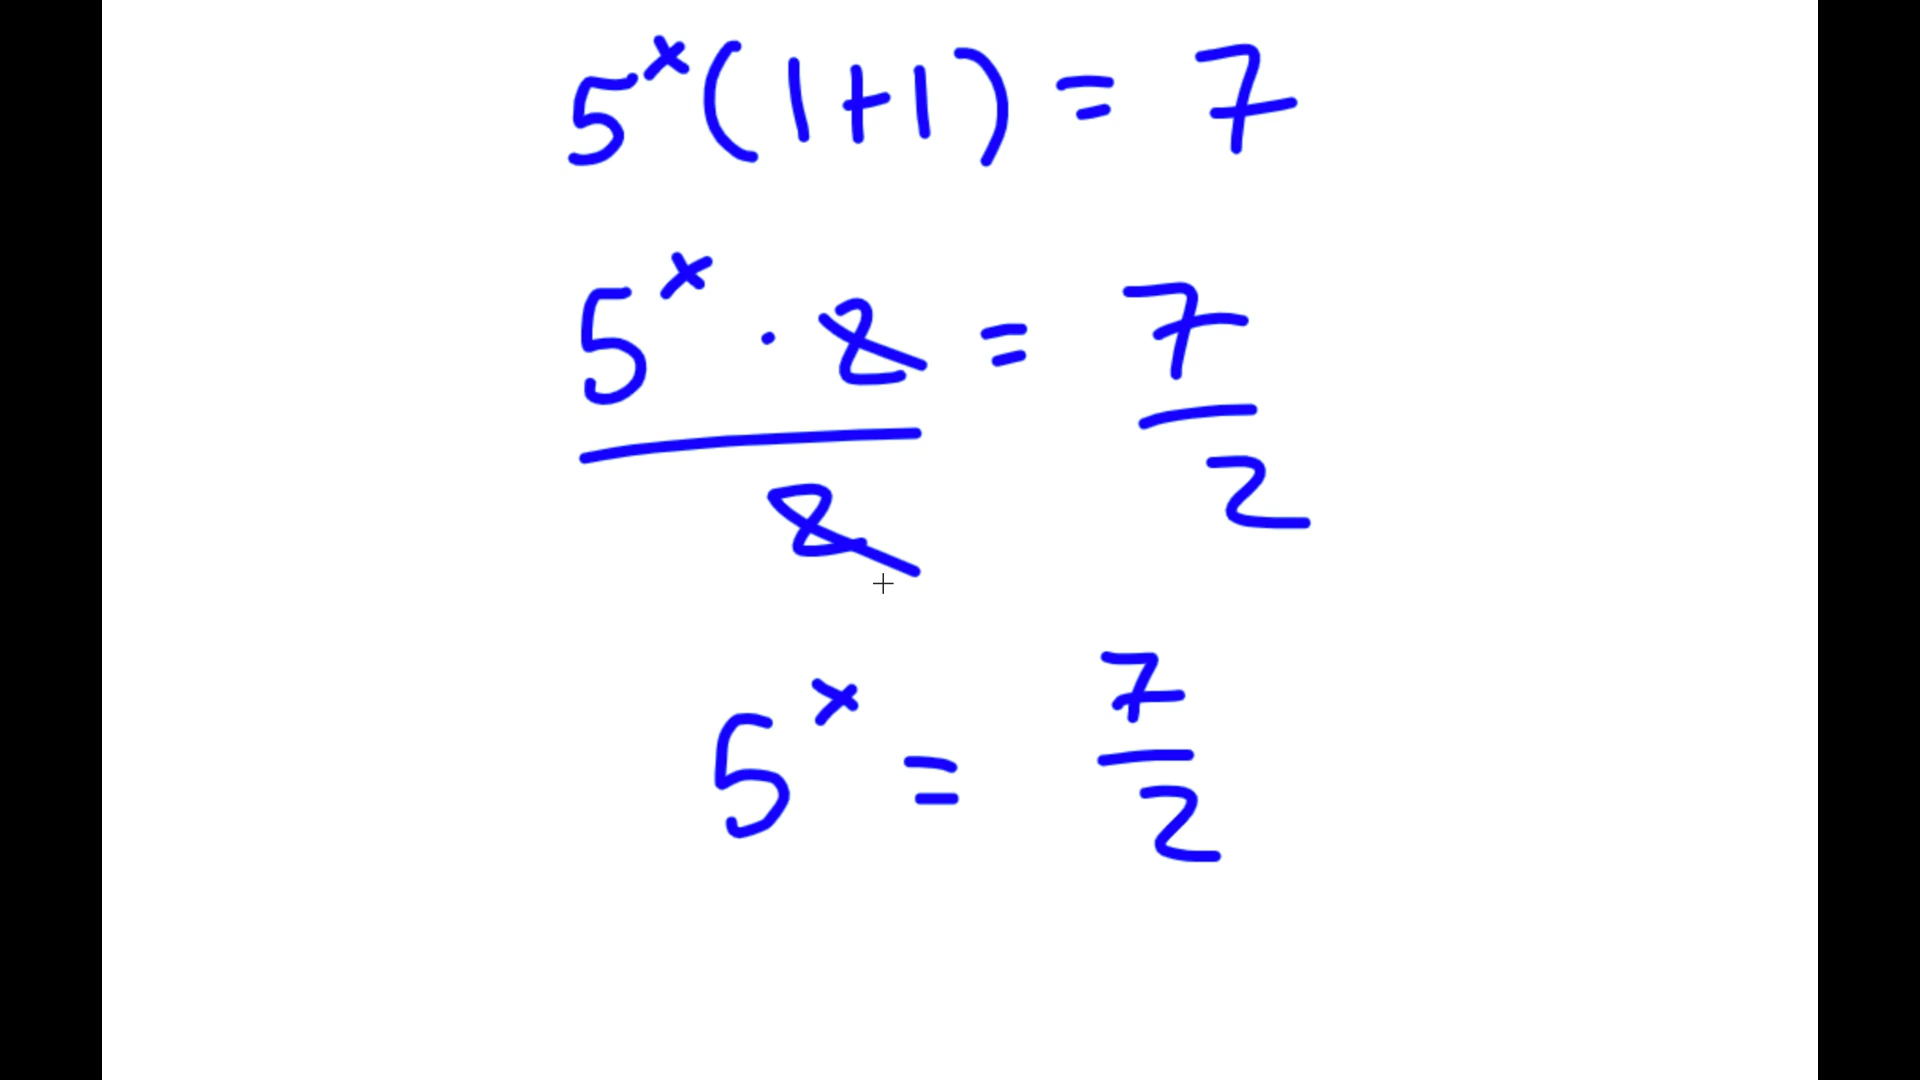 5^x (1+1) = 7
5^x · 2 = 7
2 2
5^x = 7
2